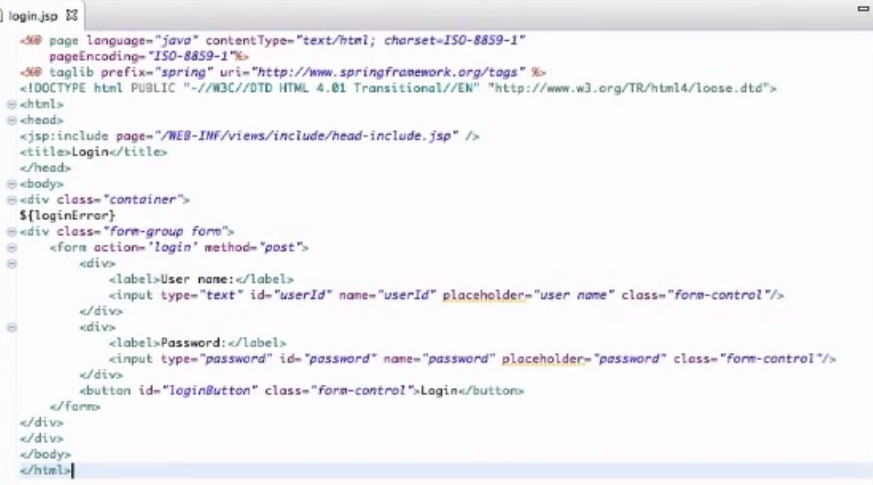 login.jsp
<%@ page language="java" contentType="text/html; charset=ISO-8859-1"
    pageEncoding="ISO-8859-1"%>
<%@ taglib prefix="spring" uri="http://www.springframework.org/tags" %>
<!DOCTYPE html PUBLIC "-//W3C//DTD HTML 4.01 Transitional//EN" "http://www.w3.org/TR/html4/loose.dtd">
<html>
<head>
<jsp:include page="/WEB-INF/views/include/head-include.jsp" />
<title>Login</title>
</head>
<body>
<div class="container">
${loginError}
<div class="form-group form">
    <form action='login' method="post">
        <div>
            <label>User name:</label>
            <input type="text" id="userId" name="userId" placeholder="user name" class="form-control"/>
        </div>
        <div>
            <label>Password:</label>
            <input type="password" id="password" name="password" placeholder="password" class="form-control"/>
        </div>
        <button id="loginButton" class="form-control">Login</button>
    </form>
</div>
</div>
</body>
</html>